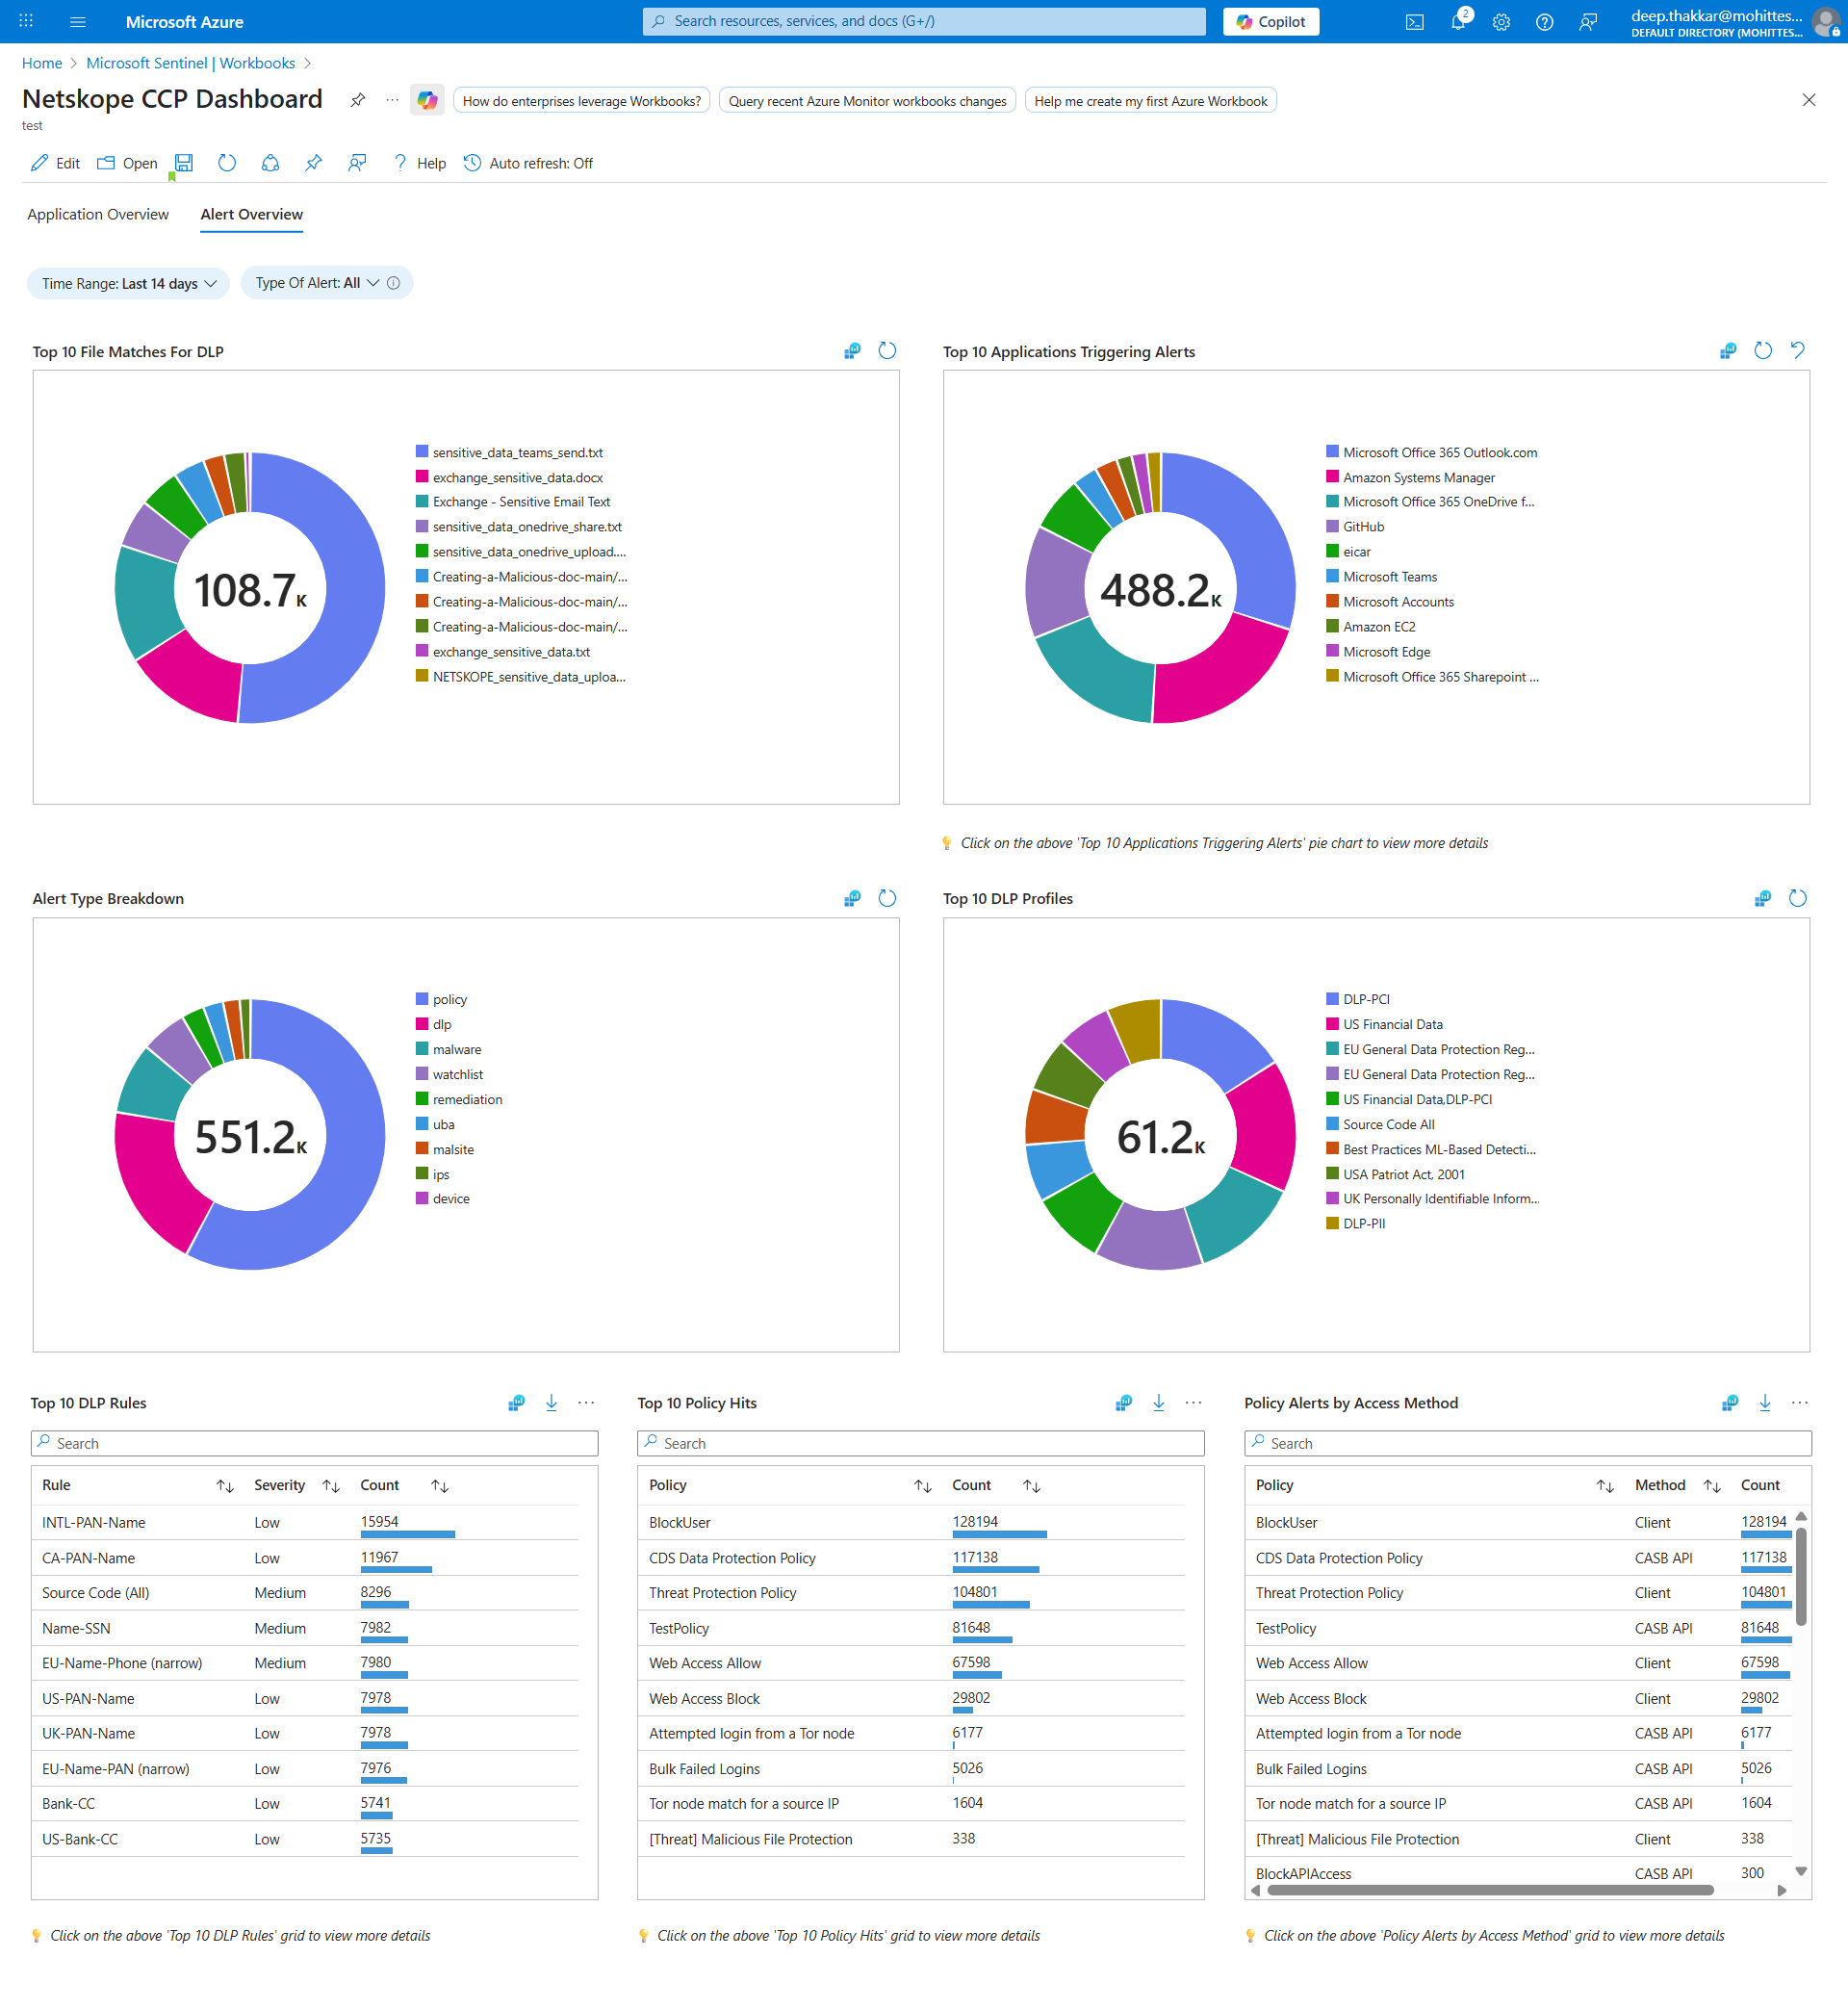 Microsoft Azure
Search resources, services, and docs (G+/)
Copilot
2
deep.thakkar@mohittes...
DEFAULT DIRECTORY (MOHITTES...
Home > Microsoft Sentinel | Workbooks >
Netskope CCP Dashboard
How do enterprises leverage Workbooks?
Query recent Azure Monitor workbooks changes
Help me create my first Azure Workbook
test
Edit
Open
Help
Auto refresh: Off
Application Overview
Alert Overview
Time Range: Last 14 days
Type Of Alert: All
Top 10 File Matches For DLP
108.7K
sensitive_data_teams_send.txt
exchange_sensitive_data.docx
Exchange - Sensitive Email Text
sensitive_data_onedrive_share.txt
sensitive_data_onedrive_upload....
Creating-a-Malicious-doc-main/...
Creating-a-Malicious-doc-main/...
Creating-a-Malicious-doc-main/...
exchange_sensitive_data.txt
NETSKOPE_sensitive_data_uploa...
Top 10 Applications Triggering Alerts
488.2K
Microsoft Office 365 Outlook.com
Amazon Systems Manager
Microsoft Office 365 OneDrive f...
GitHub
eicar
Microsoft Teams
Microsoft Accounts
Amazon EC2
Microsoft Edge
Microsoft Office 365 Sharepoint ...
Click on the above 'Top 10 Applications Triggering Alerts' pie chart to view more details
Alert Type Breakdown
551.2K
policy
dlp
malware
watchlist
remediation
uba
malsite
ips
device
Top 10 DLP Profiles
61.2K
DLP-PCI
US Financial Data
EU General Data Protection Reg...
EU General Data Protection Reg...
US Financial Data,DLP-PCI
Source Code All
Best Practices ML-Based Detecti...
USA Patriot Act, 2001
UK Personally Identifiable Inform...
DLP-PII
Top 10 DLP Rules
Search
Rule Severity Count
INTL-PAN-Name Low 15954
CA-PAN-Name Low 11967
Source Code (All) Medium 8296
Name-SSN Medium 7982
EU-Name-Phone (narrow) Medium 7980
US-PAN-Name Low 7978
UK-PAN-Name Low 7978
EU-Name-PAN (narrow) Low 7976
Bank-CC Low 5741
US-Bank-CC Low 5735
Click on the above 'Top 10 DLP Rules' grid to view more details
Top 10 Policy Hits
Search
Policy Count
BlockUser 128194
CDS Data Protection Policy 117138
Threat Protection Policy 104801
TestPolicy 81648
Web Access Allow 67598
Web Access Block 29802
Attempted login from a Tor node 6177
Bulk Failed Logins 5026
Tor node match for a source IP 1604
[Threat] Malicious File Protection 338
Click on the above 'Top 10 Policy Hits' grid to view more details
Policy Alerts by Access Method
Search
Policy Method Count
BlockUser Client 128194
CDS Data Protection Policy CASB API 117138
Threat Protection Policy Client 104801
TestPolicy CASB API 81648
Web Access Allow Client 67598
Web Access Block Client 29802
Attempted login from a Tor node CASB API 6177
Bulk Failed Logins CASB API 5026
Tor node match for a source IP CASB API 1604
[Threat] Malicious File Protection Client 338
BlockAPIAccess CASB API 300
Click on the above 'Policy Alerts by Access Method' grid to view more details